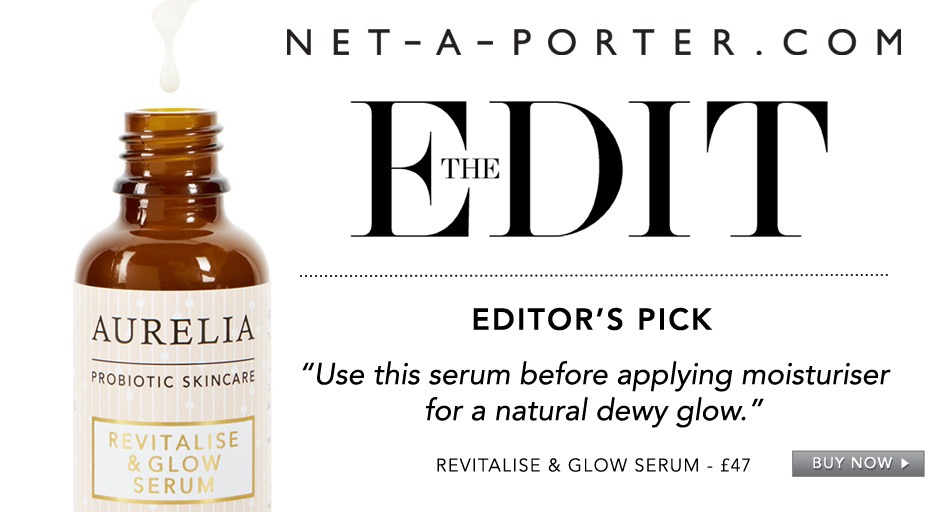 NET-A-PORTER.COM
THE EDIT
EDITOR'S PICK
“Use this serum before applying moisturiser
for a natural dewy glow.”
REVITALISE & GLOW SERUM - £47
BUY NOW
AURELIA
PROBIOTIC SKINCARE
REVITALISE
& GLOW
SERUM